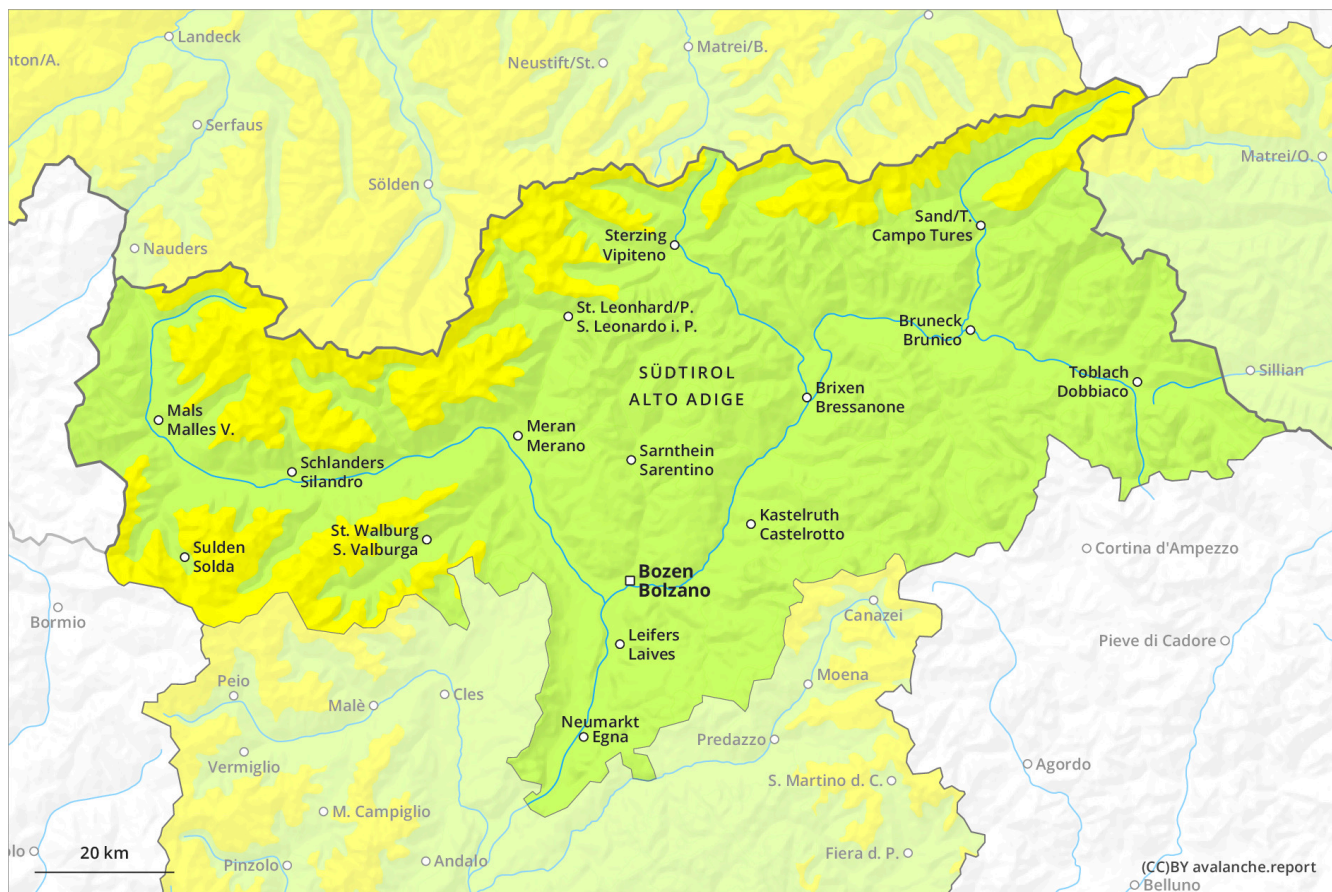 Landeck
nton/A.
Matrei/B.
Neustift/St.
Serfaus
Matrei/O.
Sölden
Sand/T.
Campo Tures
Nauders
Sterzing
Vipiteno
St. Leonhard/P.
S. Leonardo i. P.
Bruneck
Brunico
SÜDTIROL
ALTO ADIGE
Toblach
Dobbiaco
Sillian
Brixen
Bressanone
Mals
Malles V.
Meran
Merano
Sarnthein
Sarentino
Schlanders
Silandro
Kastelruth
Castelrotto
St. Walburg
S. Valburga
Sulden
Solda
Cortina d'Ampezzo
Bozen
Bolzano
Bormio
Canazei
Leifers
Laives
Pieve di Cadore
Peio
Moena
Malè
Cles
Neumarkt
Egna
Predazzo
Vermiglio
Agordo
S. Martino d. C.
M. Campiglio
olo
20 km
Pinzolo
Andalo
Fiera d. P.
(CC)BY avalanche.report
Belluno